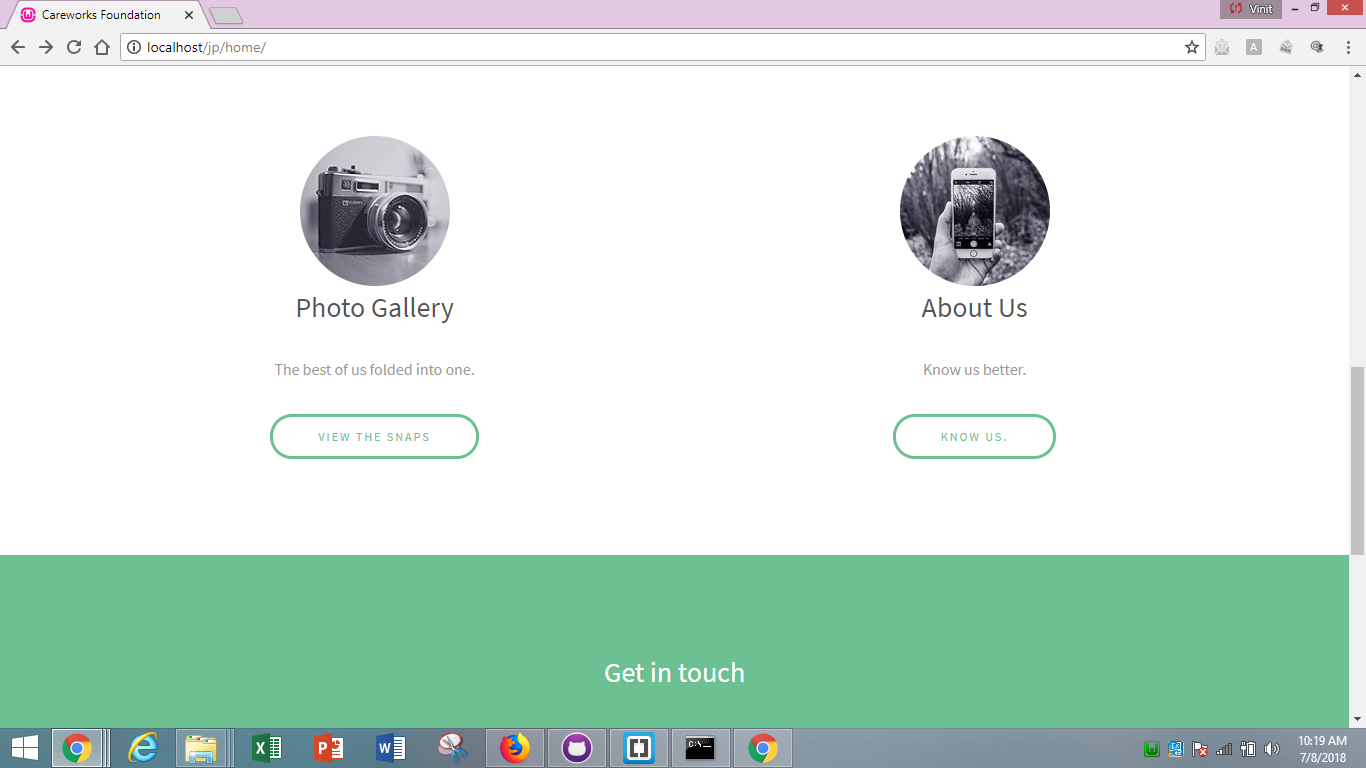 Careworks Foundation
Vinit
localhost/jp/home/
Photo Gallery
About Us
The best of us folded into one.
Know us better.
VIEW THE SNAPS
KNOW US.
Get in touch
10:19 AM
7/8/2018